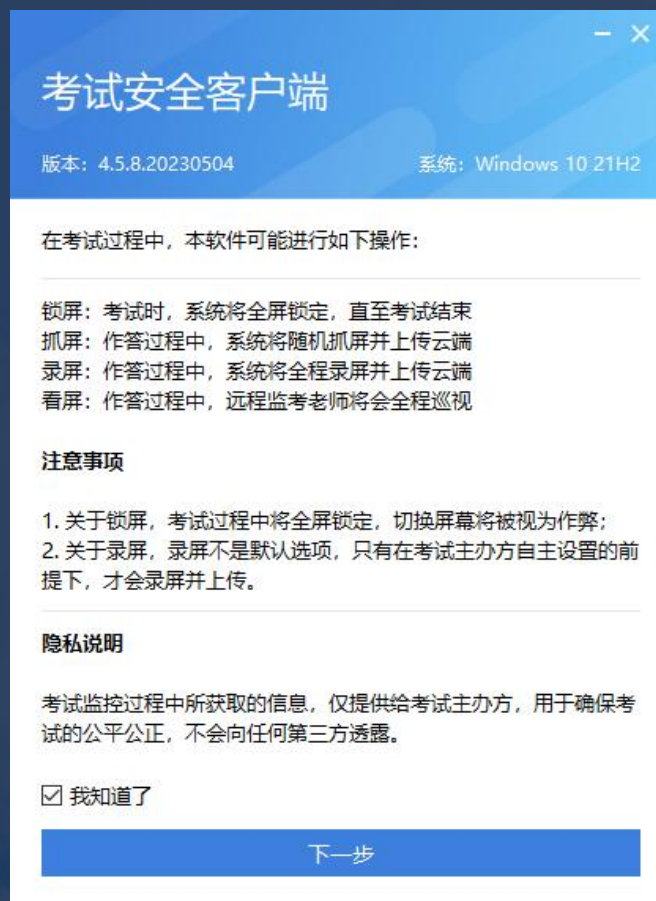 考试安全客户端
版本：4.5.8.20230504
系统：Windows 10 21H2
在考试过程中，本软件可能进行如下操作：
锁屏：考试时，系统将全屏锁定，直至考试结束
抓屏：作答过程中，系统将随机抓屏并上传云端
录屏：作答过程中，系统将全程录屏并上传云端
看屏：作答过程中，远程监考老师将会全程巡视
注意事项
1. 关于锁屏，考试过程中将全屏锁定，切换屏幕将被视为作弊；
2. 关于录屏，录屏不是默认选项，只有在考试主办方自主设置的前
提下，才会录屏并上传。
隐私说明
考试监控过程中所获取的信息，仅提供给考试主办方，用于确保考
试的公平公正，不会向任何第三方透露。
我知道了
下一步